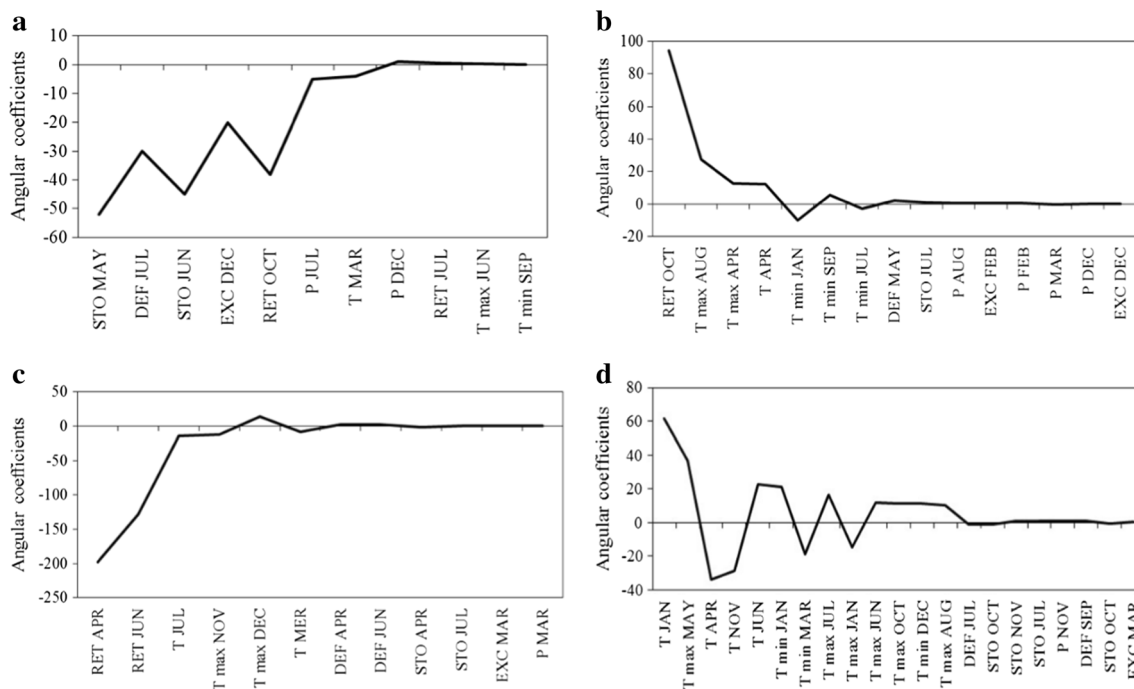 a
10
0
-10
-20
-30
-40
-50
-60
Angular coefficients
STO MAY
DEF JUL
STO JUN
EXC DEC
RET OCT
P JUL
T MAR
P DEC
RET JUL
T max JUN
T min SEP
b
100
80
60
40
20
0
-20
Angular coefficients
RET OCT
T max AUG
T max APR
T APR
T min JAN
T min SEP
T min JUL
DEF MAY
STO JUL
P AUG
EXC FEB
P FEB
P MAR
P DEC
EXC DEC
c
50
0
-50
-100
-150
-200
-250
Angular coefficients
RET APR
RET JUN
T JUL
T max NOV
T max DEC
T MER
DEF APR
DEF JUN
STO APR
STO JUL
EXC MAR
P MAR
d
80
60
40
20
0
-20
-40
Angular coefficients
T JAN
T max MAY
T APR
T NOV
T JUN
T min JAN
T min MAR
T max JUL
T max JAN
T max JUN
T max OCT
T min DEC
T max AUG
DEF JUL
STO OCT
STO NOV
STO JUL
P NOV
DEF SEP
STO OCT
EXC MAR